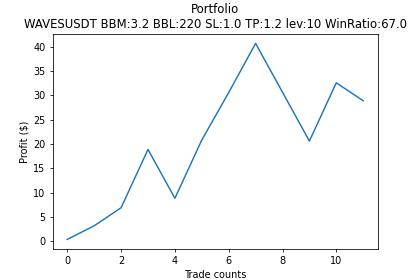 Portfolio
WAVESUSDT BBM:3.2 BBL:220 SL:1.0 TP:1.2 lev:10 WinRatio:67.0
40
35
30
25
20
15
10
5
0
Profit ($)
0 2 4 6 8 10
Trade counts